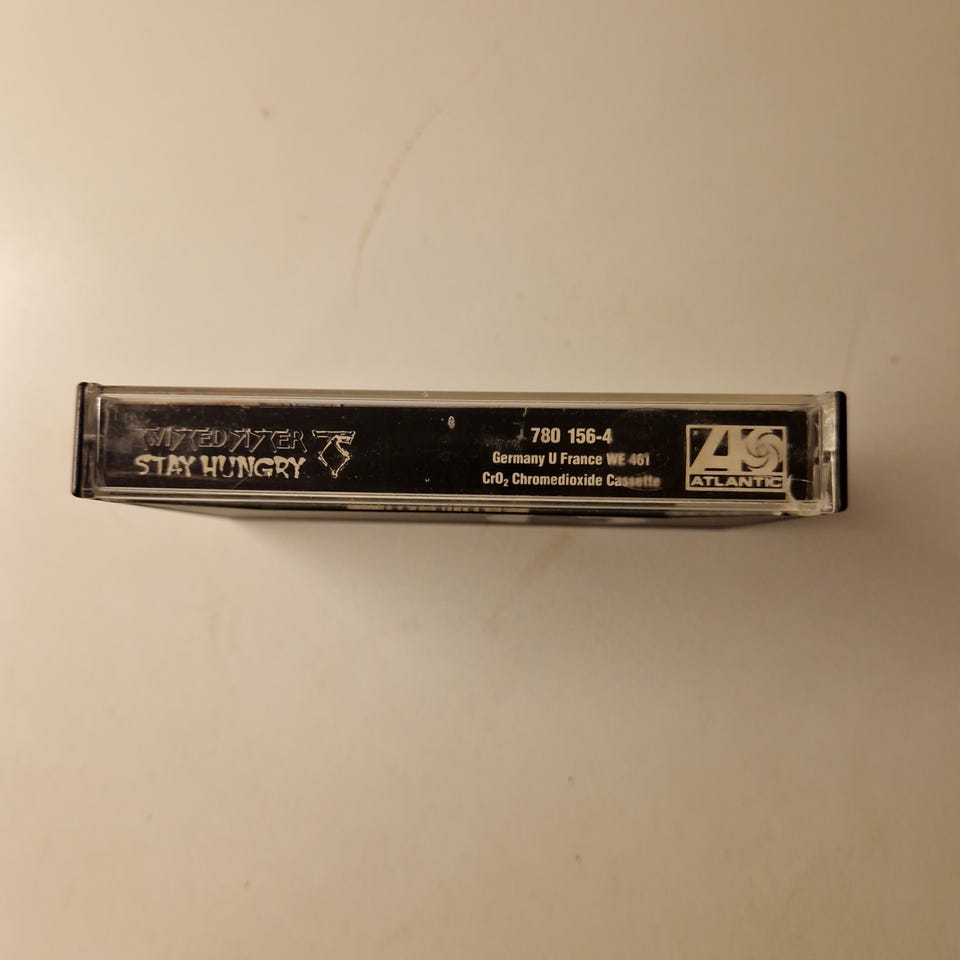 TWISTED SISTER
STAY HUNGRY
780 156-4
Germany U France WE 461
CrO₂ Chromedioxide Cassette
ATLANTIC